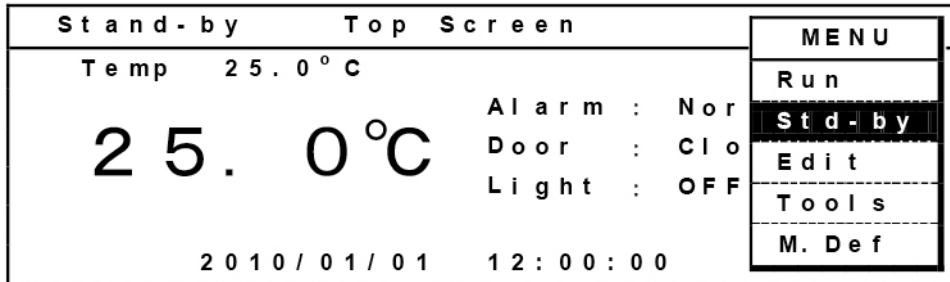 Stand-by Top Screen
Temp 25.0°C
25.0°C
Alarm : Nor
Door : Clo
Light : OFF
2010/01/01 12:00:00
MENU
Run
Std-by
Edit
Tools
M. Def